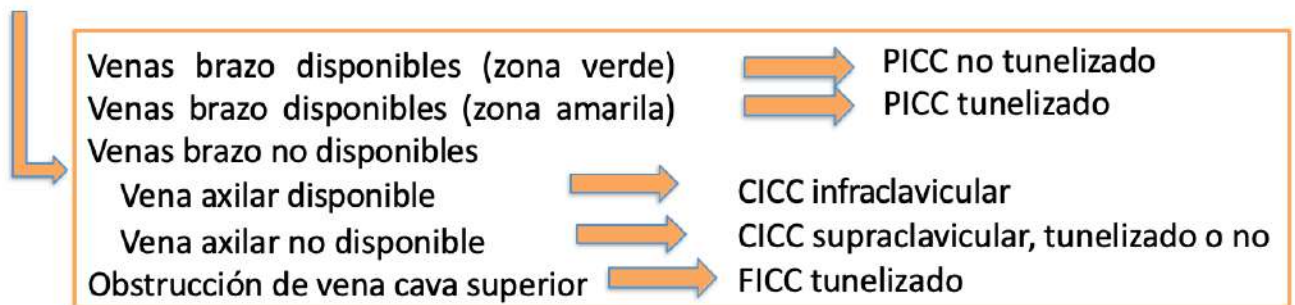 Venas brazo disponibles (zona verde) PICC no tunelizado
Venas brazo disponibles (zona amarila) PICC tunelizado
Venas brazo no disponibles
Vena axilar disponible CICC infraclavicular
Vena axilar no disponible CICC supraclavicular, tunelizado o no
Obstrucción de vena cava superior FICC tunelizado